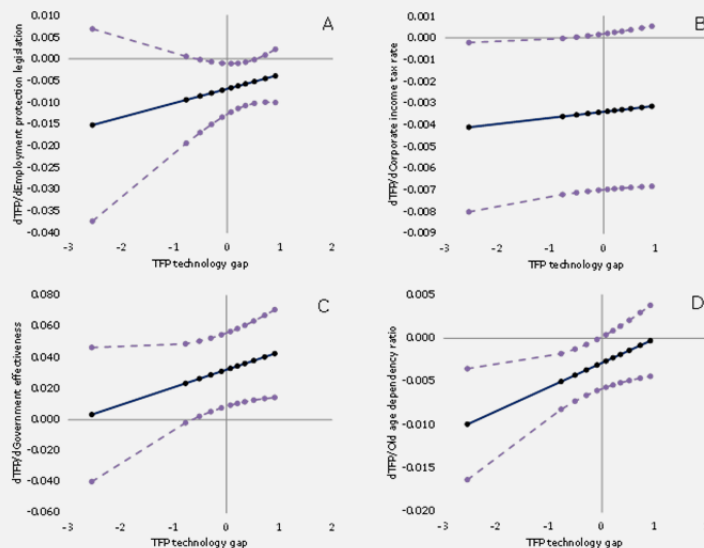 A
dTFP/dEmployment protection legislation
0.010
0.005
0.000
-0.005
-0.010
-0.015
-0.020
-0.025
-0.030
-0.035
-0.040
-3 -2 -1 0 1 2
TFP technology gap
B
dTFP/dCorporate income tax rate
0.001
0.000
-0.001
-0.002
-0.003
-0.004
-0.005
-0.006
-0.007
-0.008
-0.009
-3 -2 -1 0 1 2
TFP technology gap
C
dTFP/dGovernment effectiveness
0.080
0.060
0.040
0.020
0.000
-0.020
-0.040
-0.060
-3 -2 -1 0 1 2
TFP technology gap
D
dTFP/Old age dependency ratio
0.005
0.000
-0.005
-0.010
-0.015
-0.020
-3 -2 -1 0 1 2
TFP technology gap